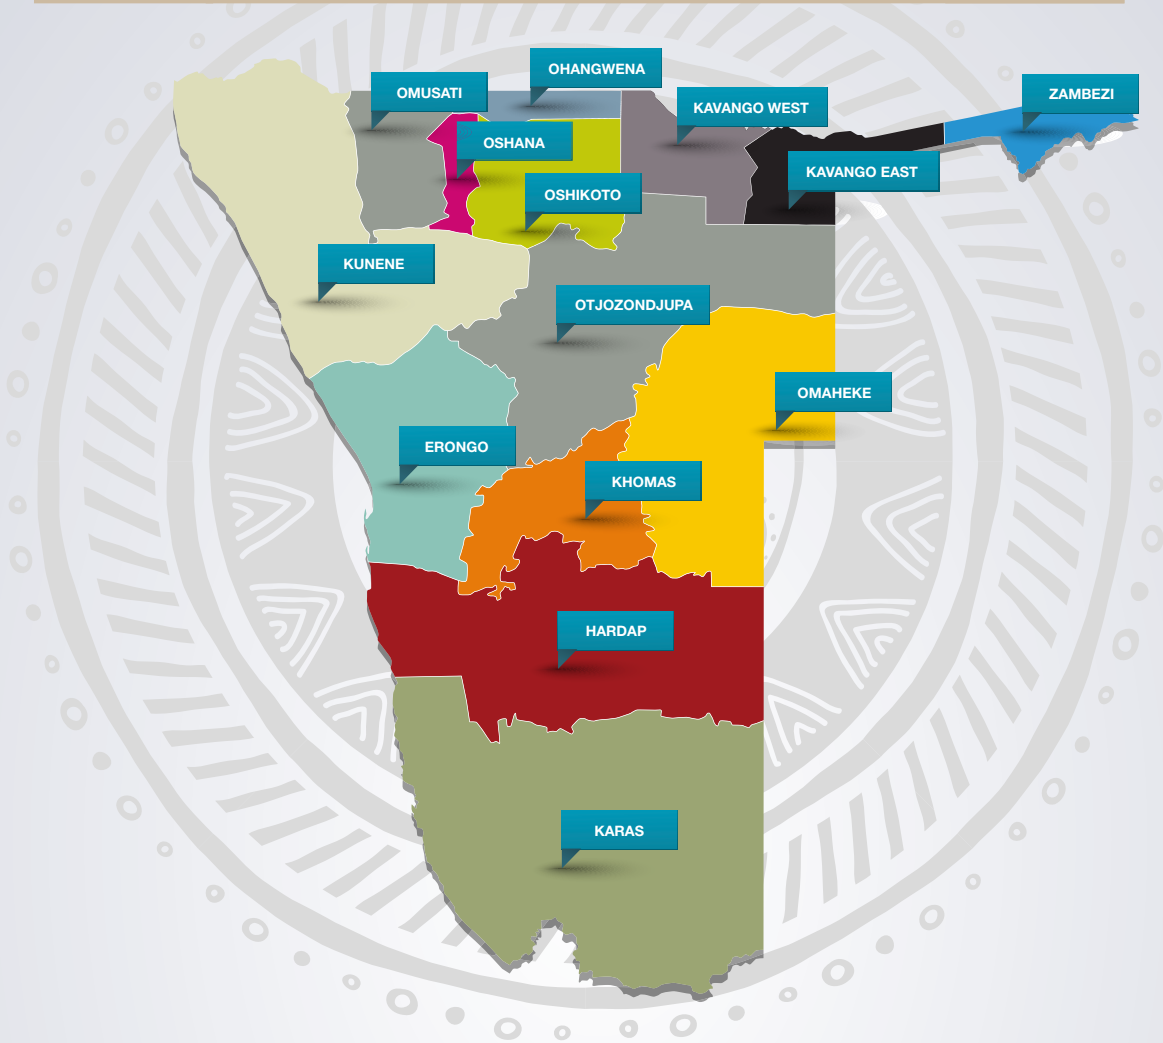 OHANGWENA
OMUSATI
ZAMBEZI
KAVANGO WEST
OSHANA
KAVANGO EAST
OSHIKOTO
KUNENE
OTJOZONDJUPA
OMAHEKE
ERONGO
KHOMAS
HARDAP
KARAS